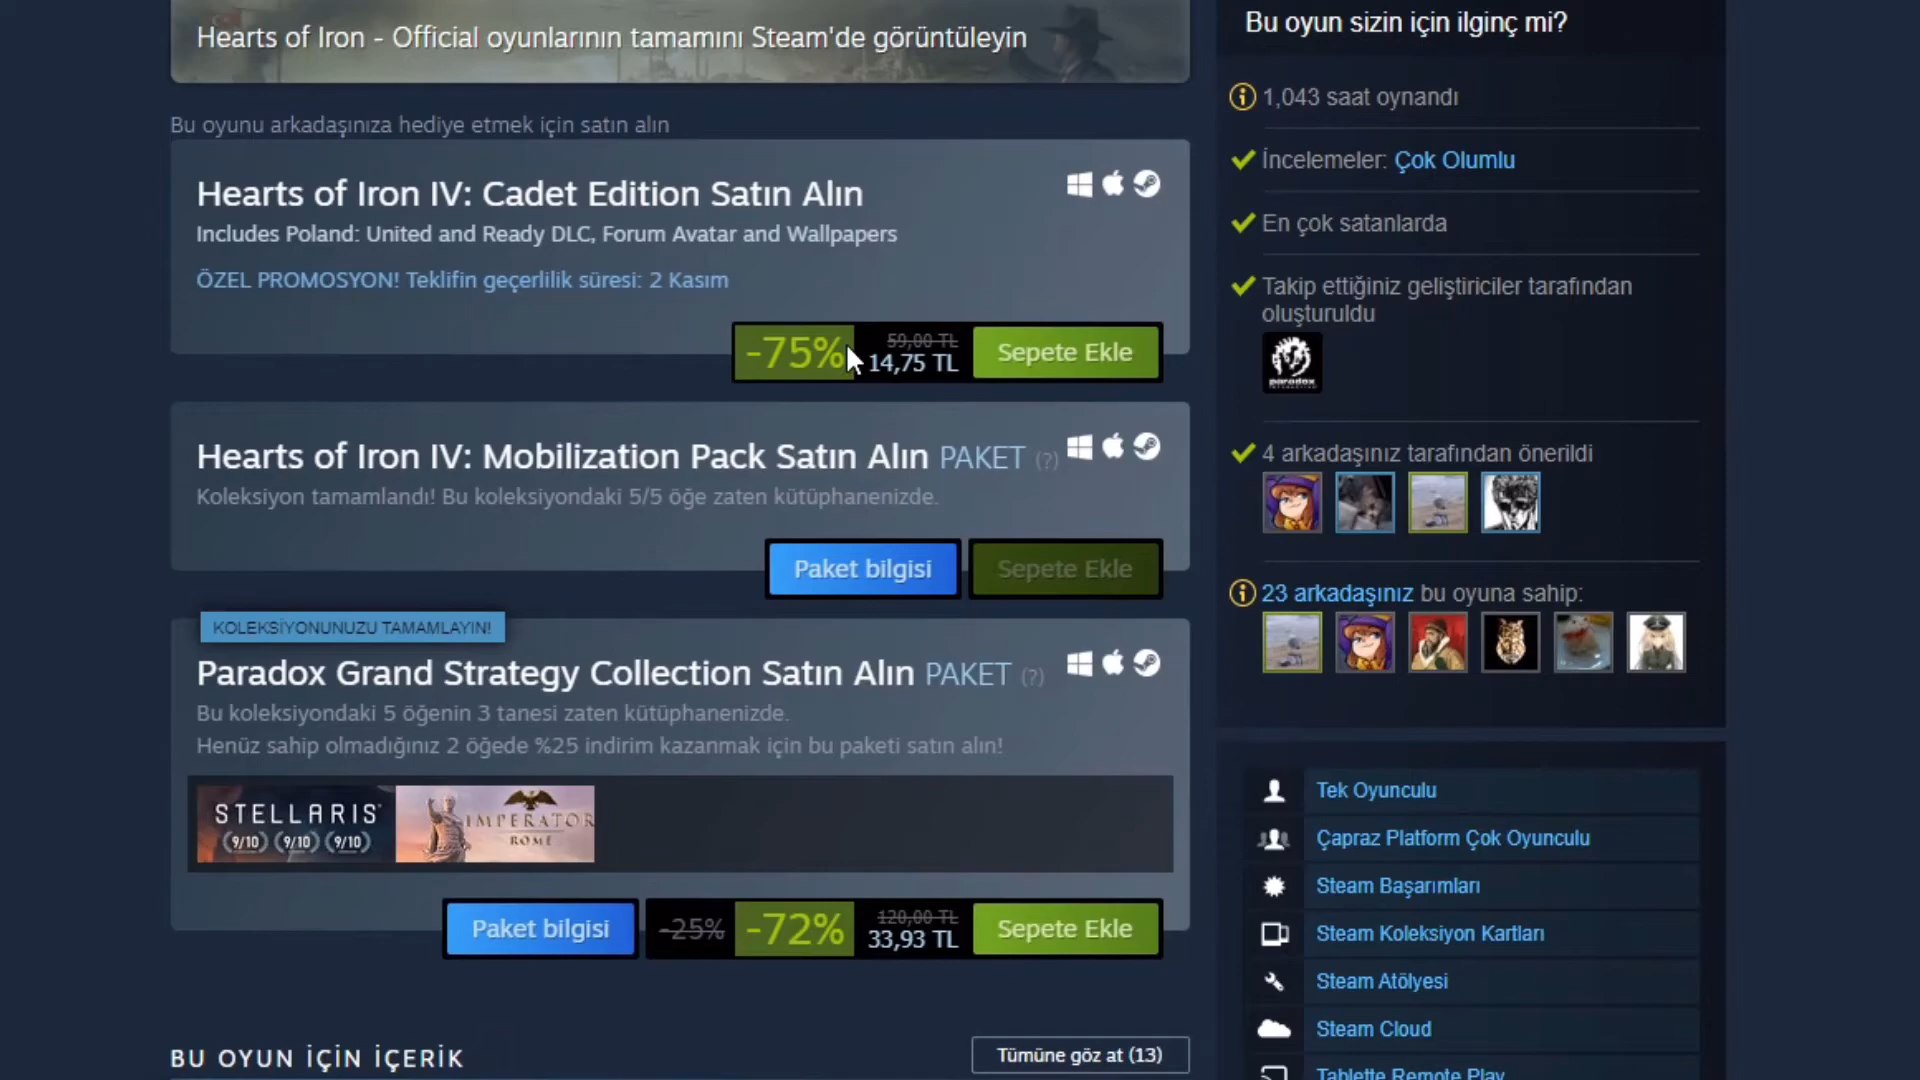 Hearts of Iron - Official oyunlarının tamamını Steam'de görüntüleyin
Bu oyunu arkadaşınıza hediye etmek için satın alın
Hearts of Iron IV: Cadet Edition Satın Alın
Includes Poland: United and Ready DLC, Forum Avatar and Wallpapers
ÖZEL PROMOSYON! Teklifin geçerlilik süresi: 2 Kasım
-75%
59,00 TL
14,75 TL
Sepete Ekle
Hearts of Iron IV: Mobilization Pack Satın Alın PAKET (?)
Koleksiyon tamamlandı! Bu koleksiyondaki 5/5 öğe zaten kütüphanenizde.
Paket bilgisi
Sepete Ekle
KOLEKSİYONUNUZU TAMAMLAYIN!
Paradox Grand Strategy Collection Satın Alın PAKET (?)
Bu koleksiyondaki 5 öğenin 3 tanesi zaten kütüphanenizde.
Henüz sahip olmadığınız 2 öğede %25 indirim kazanmak için bu paketi satın alın!
STELLARIS
9/10 9/10 9/10
IMPERATOR
ROME
Paket bilgisi
-25%
-72%
120,00 TL
33,93 TL
Sepete Ekle
BU OYUN İÇİN İÇERİK
Tümüne göz at (13)
Bu oyun sizin için ilginç mi?
1,043 saat oynandı
İncelemeler: Çok Olumlu
En çok satanlarda
Takip ettiğiniz geliştiriciler tarafından
oluşturuldu
paradox
4 arkadaşınız tarafından önerildi
23 arkadaşınız bu oyuna sahip:
Tek Oyunculu
Çapraz Platform Çok Oyunculu
Steam Başarımları
Steam Koleksiyon Kartları
Steam Atölyesi
Steam Cloud
Tablette Remote Play